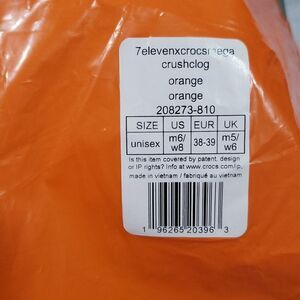 7elevenxcrocsmega
crushclog
orange
orange
208273-810
SIZE US EUR UK
unisex m6/ w8 38-39 m5/ w6
Is this item covered by patent, design
or IP rights? Info at www.crocs.com/ip,
made in vietnam / fabriqué au vietnam
1 96265 20396 3